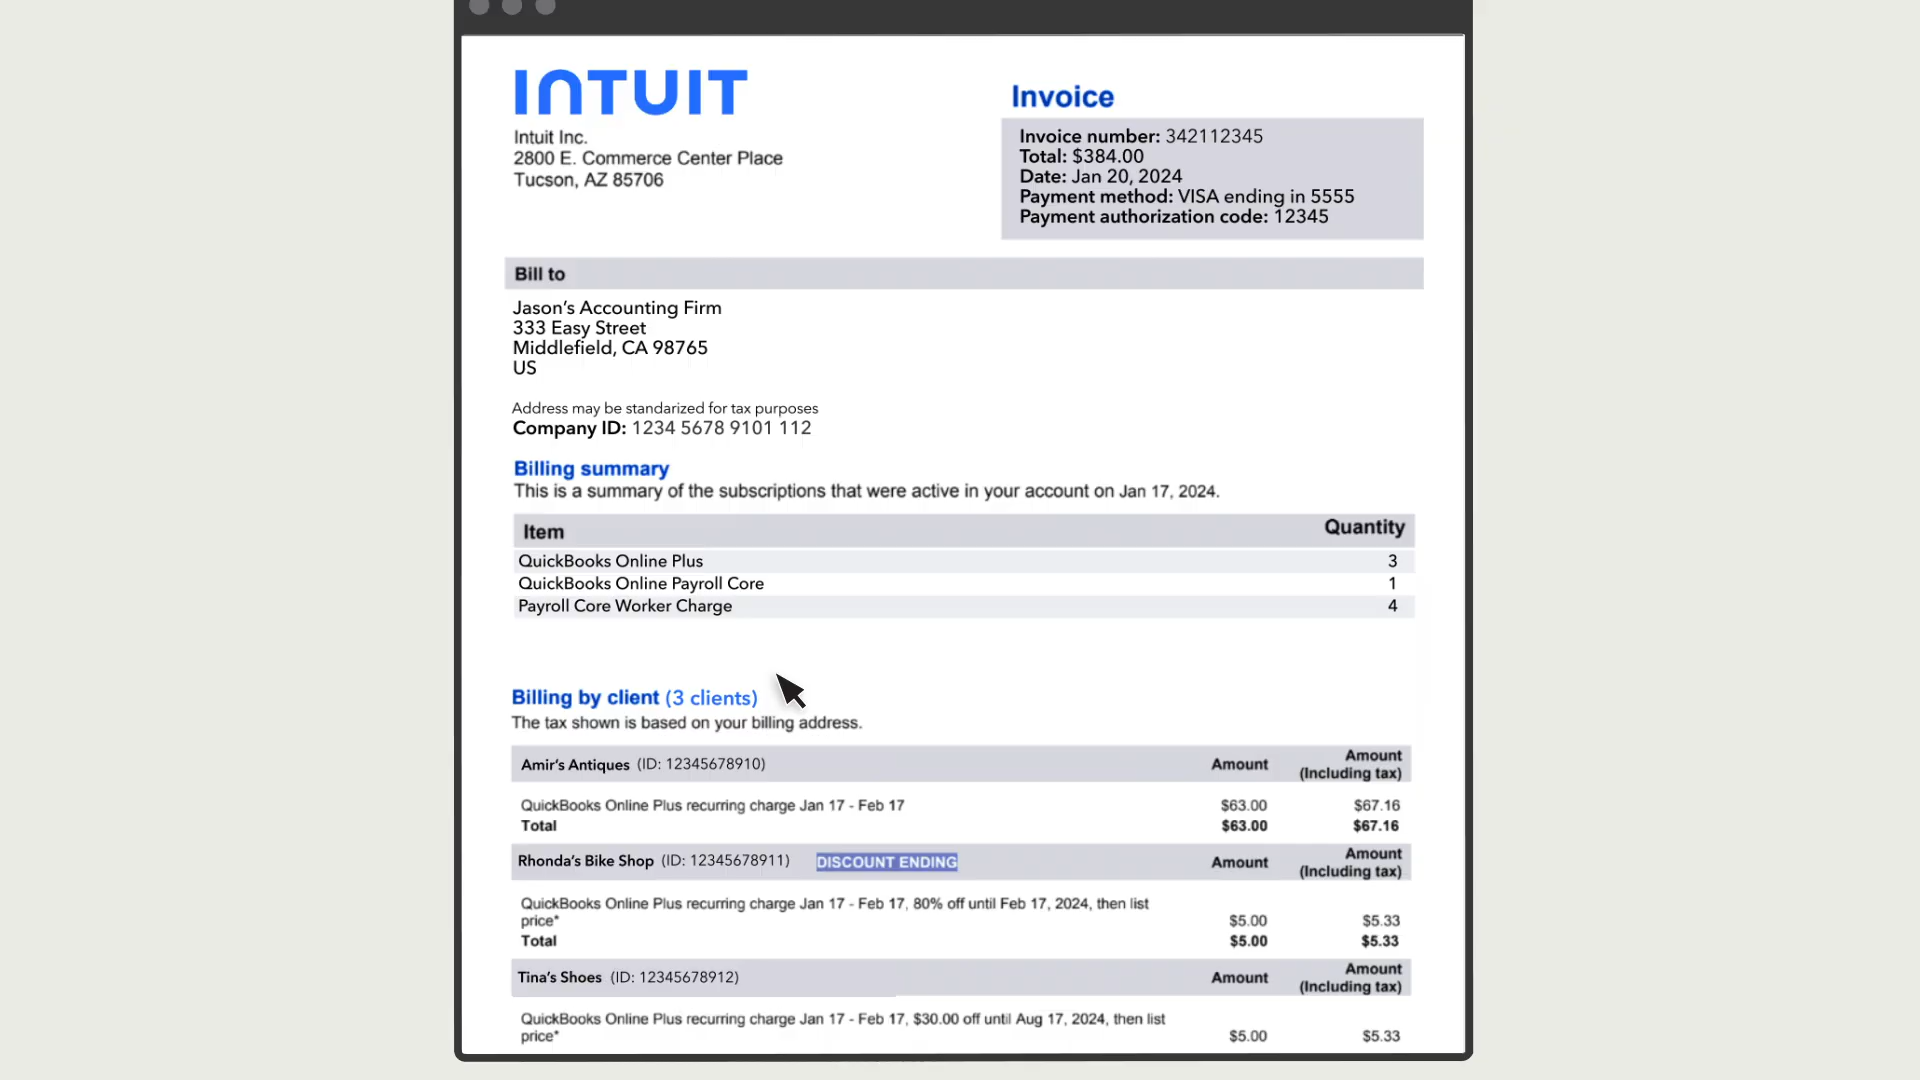 INTUIT
Intuit Inc.
2800 E. Commerce Center Place
Tucson, AZ 85706
Invoice
Invoice number: 342112345
Total: $384.00
Date: Jan 20, 2024
Payment method: VISA ending in 5555
Payment authorization code: 12345
Bill to
Jason's Accounting Firm
333 Easy Street
Middlefield, CA 98765
US
Address may be standarized for tax purposes
Company ID: 1234 5678 9101 112
Billing summary
This is a summary of the subscriptions that were active in your account on Jan 17, 2024.
Item Quantity
QuickBooks Online Plus 3
QuickBooks Online Payroll Core 1
Payroll Core Worker Charge 4
Billing by client (3 clients)
The tax shown is based on your billing address.
Amir's Antiques (ID: 12345678910) Amount Amount
(Including tax)
QuickBooks Online Plus recurring charge Jan 17 - Feb 17 $63.00 $67.16
Total $63.00 $67.16
Rhonda's Bike Shop (ID: 12345678911) DISCOUNT ENDING Amount Amount
(Including tax)
QuickBooks Online Plus recurring charge Jan 17 - Feb 17, 80% off until Feb 17, 2024, then list
price* $5.00 $5.33
Total $5.00 $5.33
Tina's Shoes (ID: 12345678912) Amount Amount
(Including tax)
QuickBooks Online Plus recurring charge Jan 17 - Feb 17, $30.00 off until Aug 17, 2024, then list
price* $5.00 $5.33